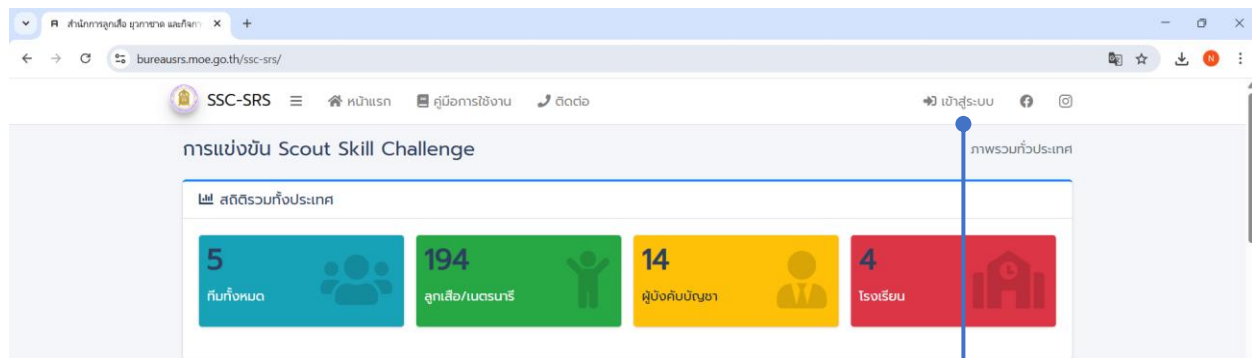 สำนักการลูกเสือ ยุวกาชาด และกิจกา
bureausrs.moe.go.th/ssc-srs/
N
SSC-SRS หน้าแรก คู่มือการใช้งาน ติดต่อ เข้าสู่ระบบ
การแข่งขัน Scout Skill Challenge ภาพรวมทั่วประเทศ
สถิติรวมทั้งประเทศ
5 194 14 4
ทีมทั้งหมด ลูกเสือ/เนตรนารี ผู้บังคับบัญชา โรงเรียน